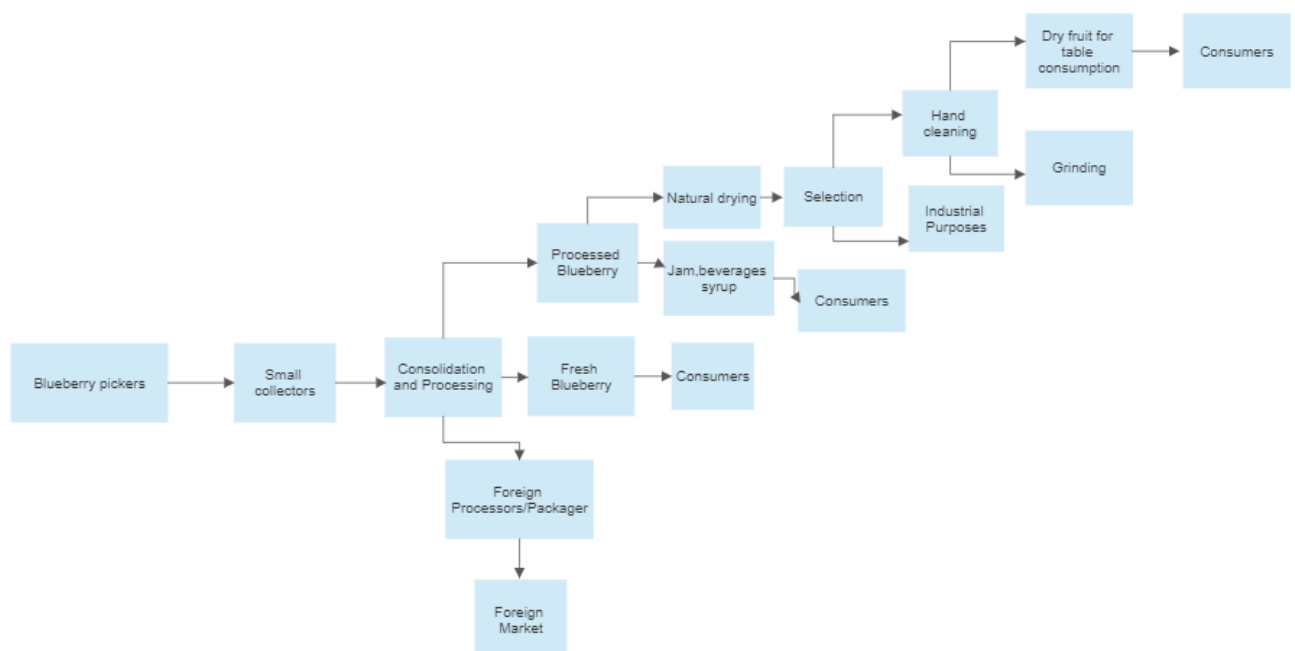 Dry fruit for
table
consumption
Consumers
Hand
cleaning
Grinding
Natural drying
Selection
Industrial
Purposes
Processed
Blueberry
Jam,beverages
syrup
Consumers
Blueberry pickers
Small
collectors
Consolidation
and Processing
Fresh
Blueberry
Consumers
Foreign
Processors/Packager
Foreign
Market